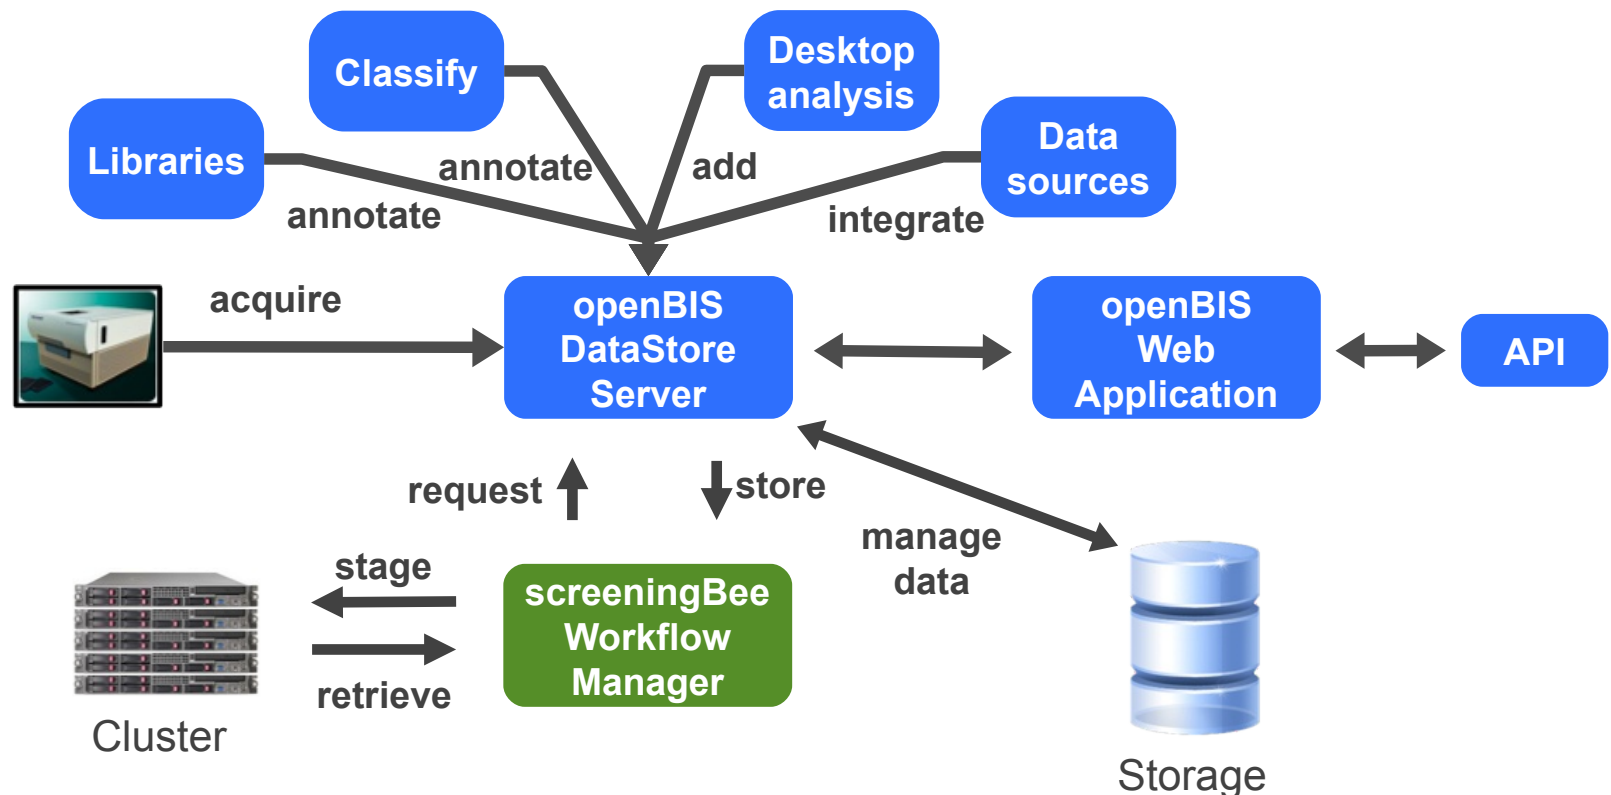 Desktop
analysis
Classify
Data
sources
Libraries
annotate
add
annotate
integrate
acquire
openBIS
DataStore
Server
openBIS
Web
Application
API
request
store
manage
data
stage
screeningBee
Workflow
Manager
retrieve
Cluster
Storage